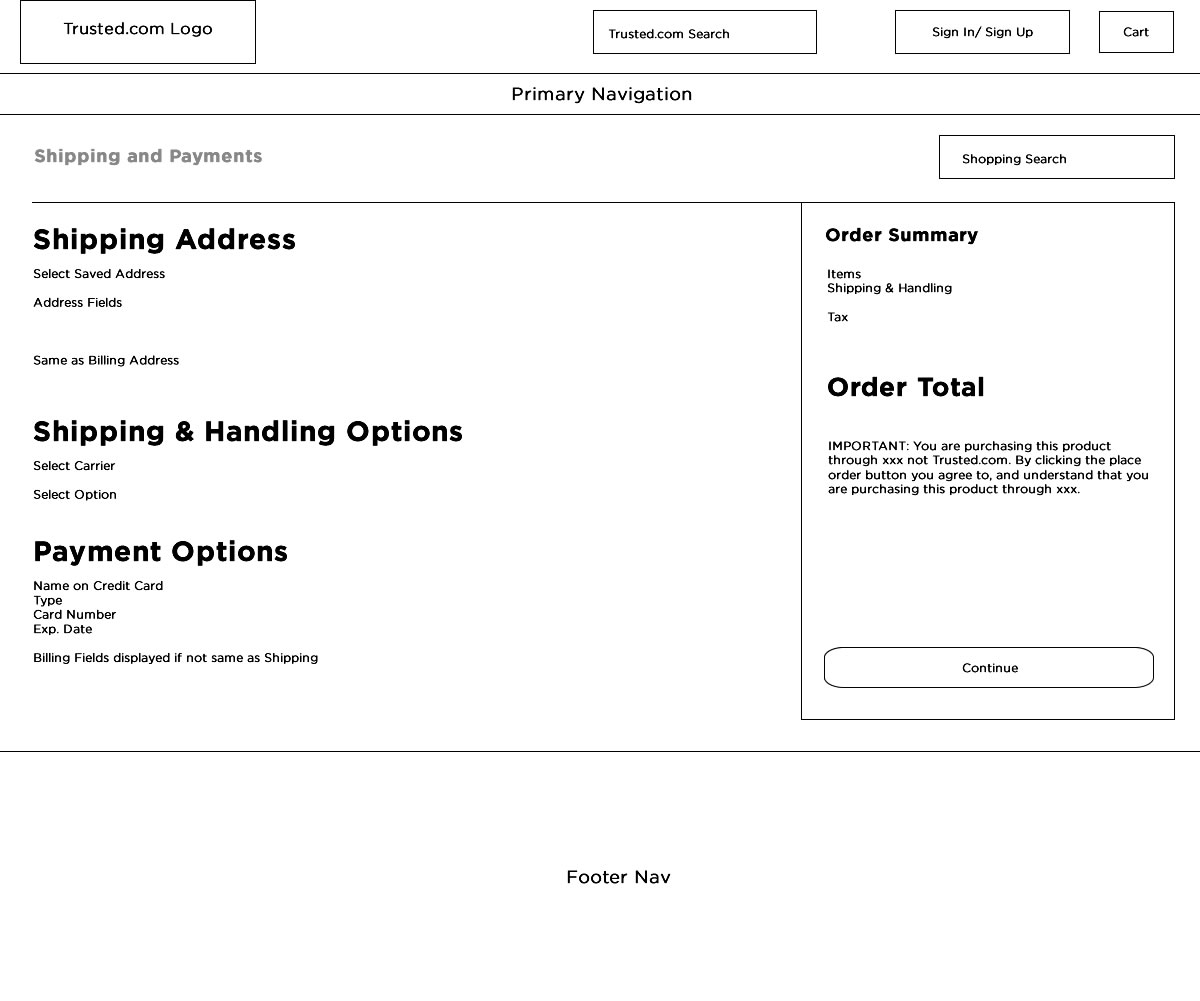 Trusted.com Logo
Trusted.com Search
Sign In/ Sign Up
Cart
Primary Navigation
Shipping and Payments
Shopping Search
Shipping Address
Select Saved Address
Address Fields
Same as Billing Address
Shipping & Handling Options
Select Carrier
Select Option
Payment Options
Name on Credit Card
Type
Card Number
Exp. Date
Billing Fields displayed if not same as Shipping
Order Summary
Items
Shipping & Handling
Tax
Order Total
IMPORTANT: You are purchasing this product
through xxx not Trusted.com. By clicking the place
order button you agree to, and understand that you
are purchasing this product through xxx.
Continue
Footer Nav